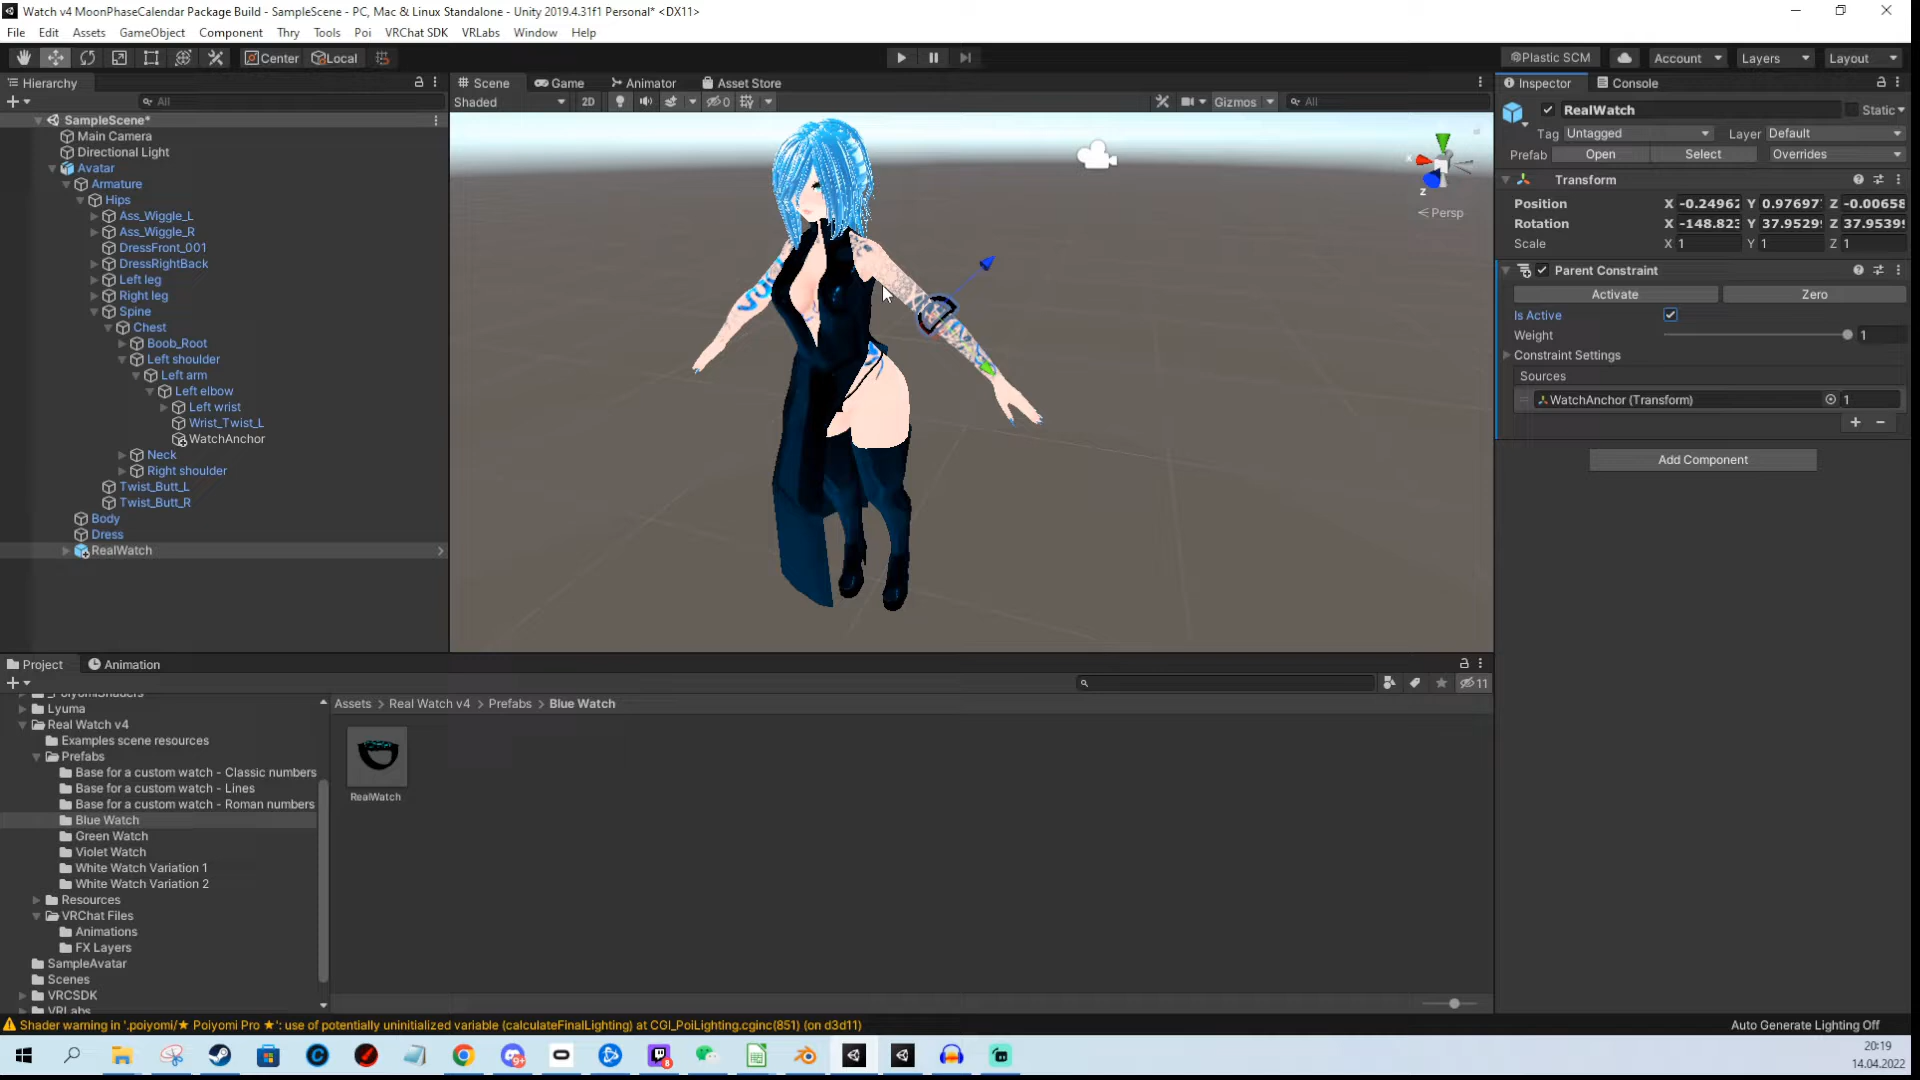 Watch v4 MoonPhaseCalendar Package Build - SampleScene - PC, Mac & Linux Standalone - Unity 2019.4.31f1 Personal* <DX11>
File Edit Assets GameObject Component Thry Tools Poi VRChat SDK VRLabs Window Help
Center Local Plastic SCM Account Layers Layout
Hierarchy
All
SampleScene*
Main Camera
Directional Light
Avatar
Armature
Hips
Ass_Wiggle_L
Ass_Wiggle_R
DressFront_001
DressRightBack
Left leg
Right leg
Spine
Chest
Boob_Root
Left shoulder
Left arm
Left elbow
Left wrist
Wrist_Twist_L
WatchAnchor
Neck
Right shoulder
Twist_Butt_L
Twist_Butt_R
Body
Dress
RealWatch
Scene Game Animator Asset Store
Shaded 2D 0 Gizmos All
x
z
Persp
Inspector Console
RealWatch Static
Tag Untagged Layer Default
Prefab Open Select Overrides
Transform
Position X -0.24962 Y 0.97697 Z -0.00658
Rotation X -148.823 Y 37.9529 Z 37.9539
Scale X 1 Y 1 Z 1
Parent Constraint
Activate Zero
Is Active
Weight 1
Constraint Settings
Sources
WatchAnchor (Transform) 1
Add Component
Project Animation
11
_PoiyomiShaders
Lyuma
Real Watch v4
Examples scene resources
Prefabs
Base for a custom watch - Classic numbers
Base for a custom watch - Lines
Base for a custom watch - Roman numbers
Blue Watch
Green Watch
Violet Watch
White Watch Variation 1
White Watch Variation 2
Resources
VRChat Files
Animations
FX Layers
SampleAvatar
Scenes
VRCSDK
VRLabs
Assets > Real Watch v4 > Prefabs > Blue Watch
RealWatch
Shader warning in '.poiyomi/★ Poiyomi Pro ★': use of potentially uninitialized variable (calculateFinalLighting) at CGI_PoiLighting.cginc(851) (on d3d11)
Auto Generate Lighting Off
20:19
14.04.2022